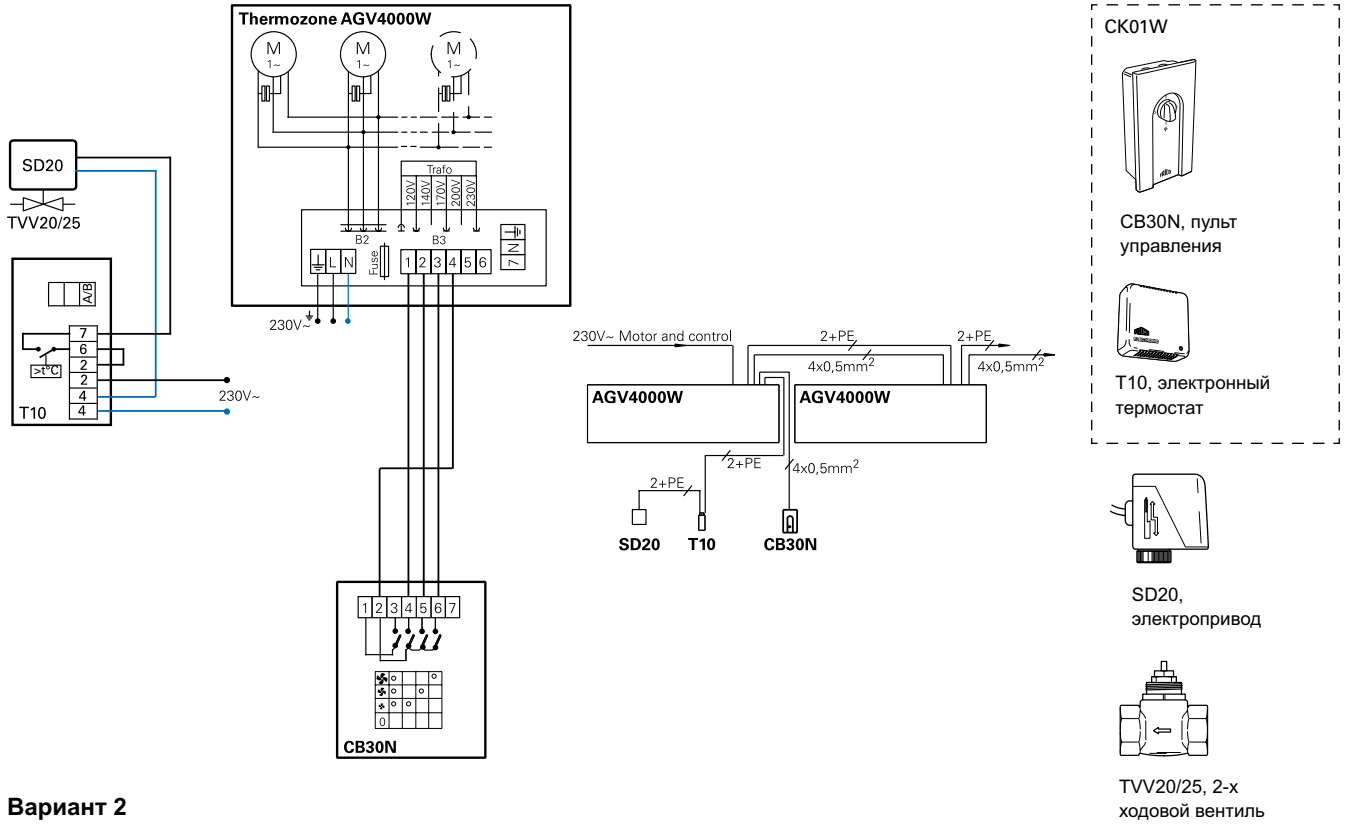 Thermozone AGV4000W
M
1~
M
1~
M
1~
Trafo
120V
140V
170V
200V
230V
B2
B3
Fuse
L N
1 2 3 4 5 6
7 N
230V~
SD20
TVV20/25
A/B
7
6
2
2
4
4
>t°C
T10
230V~
1 2 3 4 5 6 7
0
CB30N
230V~ Motor and control
2+PE
2+PE
4x0,5mm²
4x0,5mm²
AGV4000W
AGV4000W
2+PE
4x0,5mm²
2+PE
SD20
T10
CB30N
CK01W
CB30N, пульт
управления
T10, электронный
термостат
SD20,
электропривод
TVV20/25, 2-х
ходовой вентиль
Вариант 2